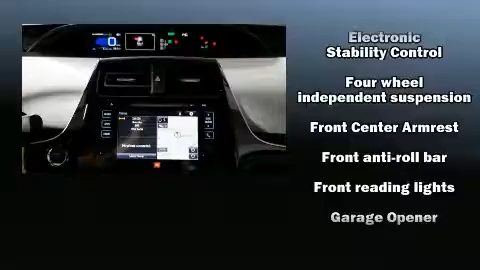 Electronic
Stability Control
Four wheel
independent suspension
Front Center Armrest
Front anti-roll bar
Front reading lights
Garage Opener
0